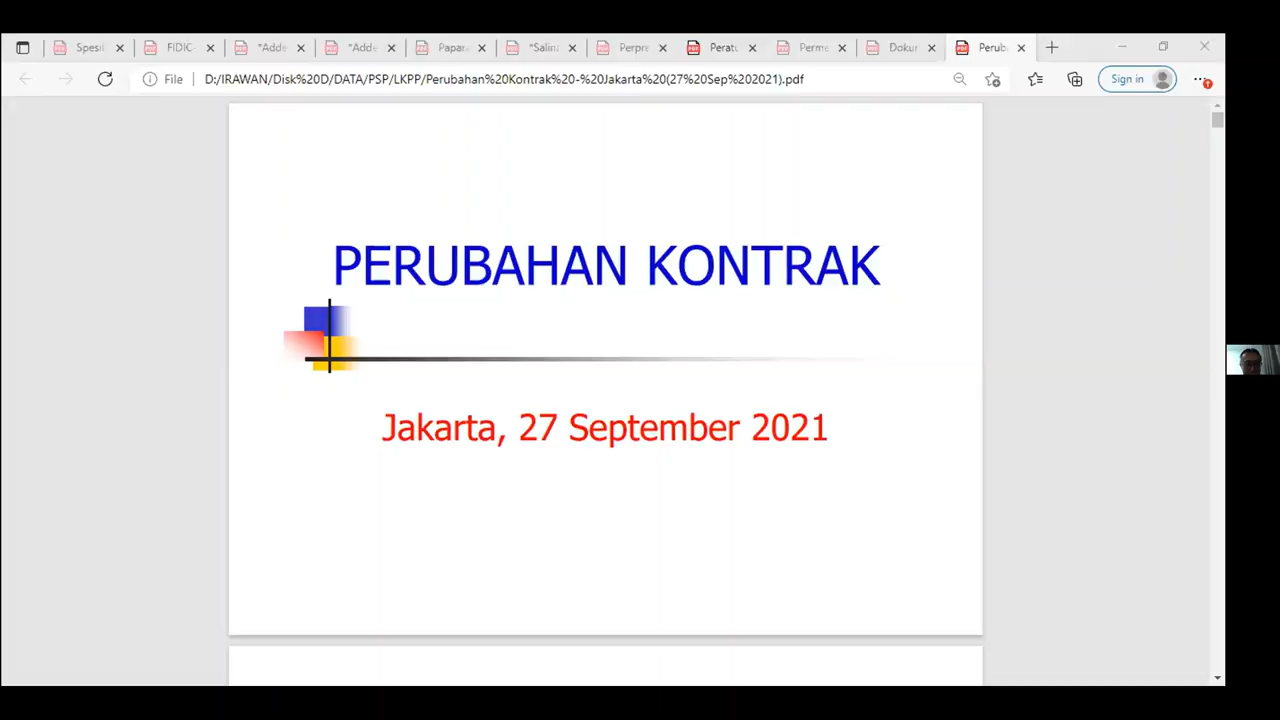 Spesi
FIDIC-
*Adde
*Adde
Papar
*Salin
Perpre
Peratu
Perme
Dokur
Perub
File
D:/IRAWAN/Disk%20D/DATA/PSP/LKPP/Perubahan%20Kontrak%20-%20Jakarta%20(27%20Sep%202021).pdf
Sign in
PERUBAHAN KONTRAK
Jakarta, 27 September 2021